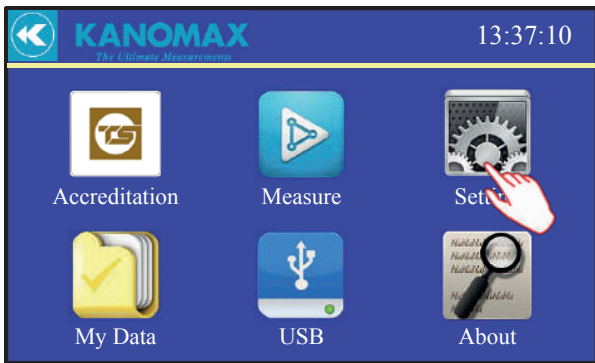 KANOMAX
The Ultimate Measurements
13:37:10
Accreditation
Measure
My Data
USB
About